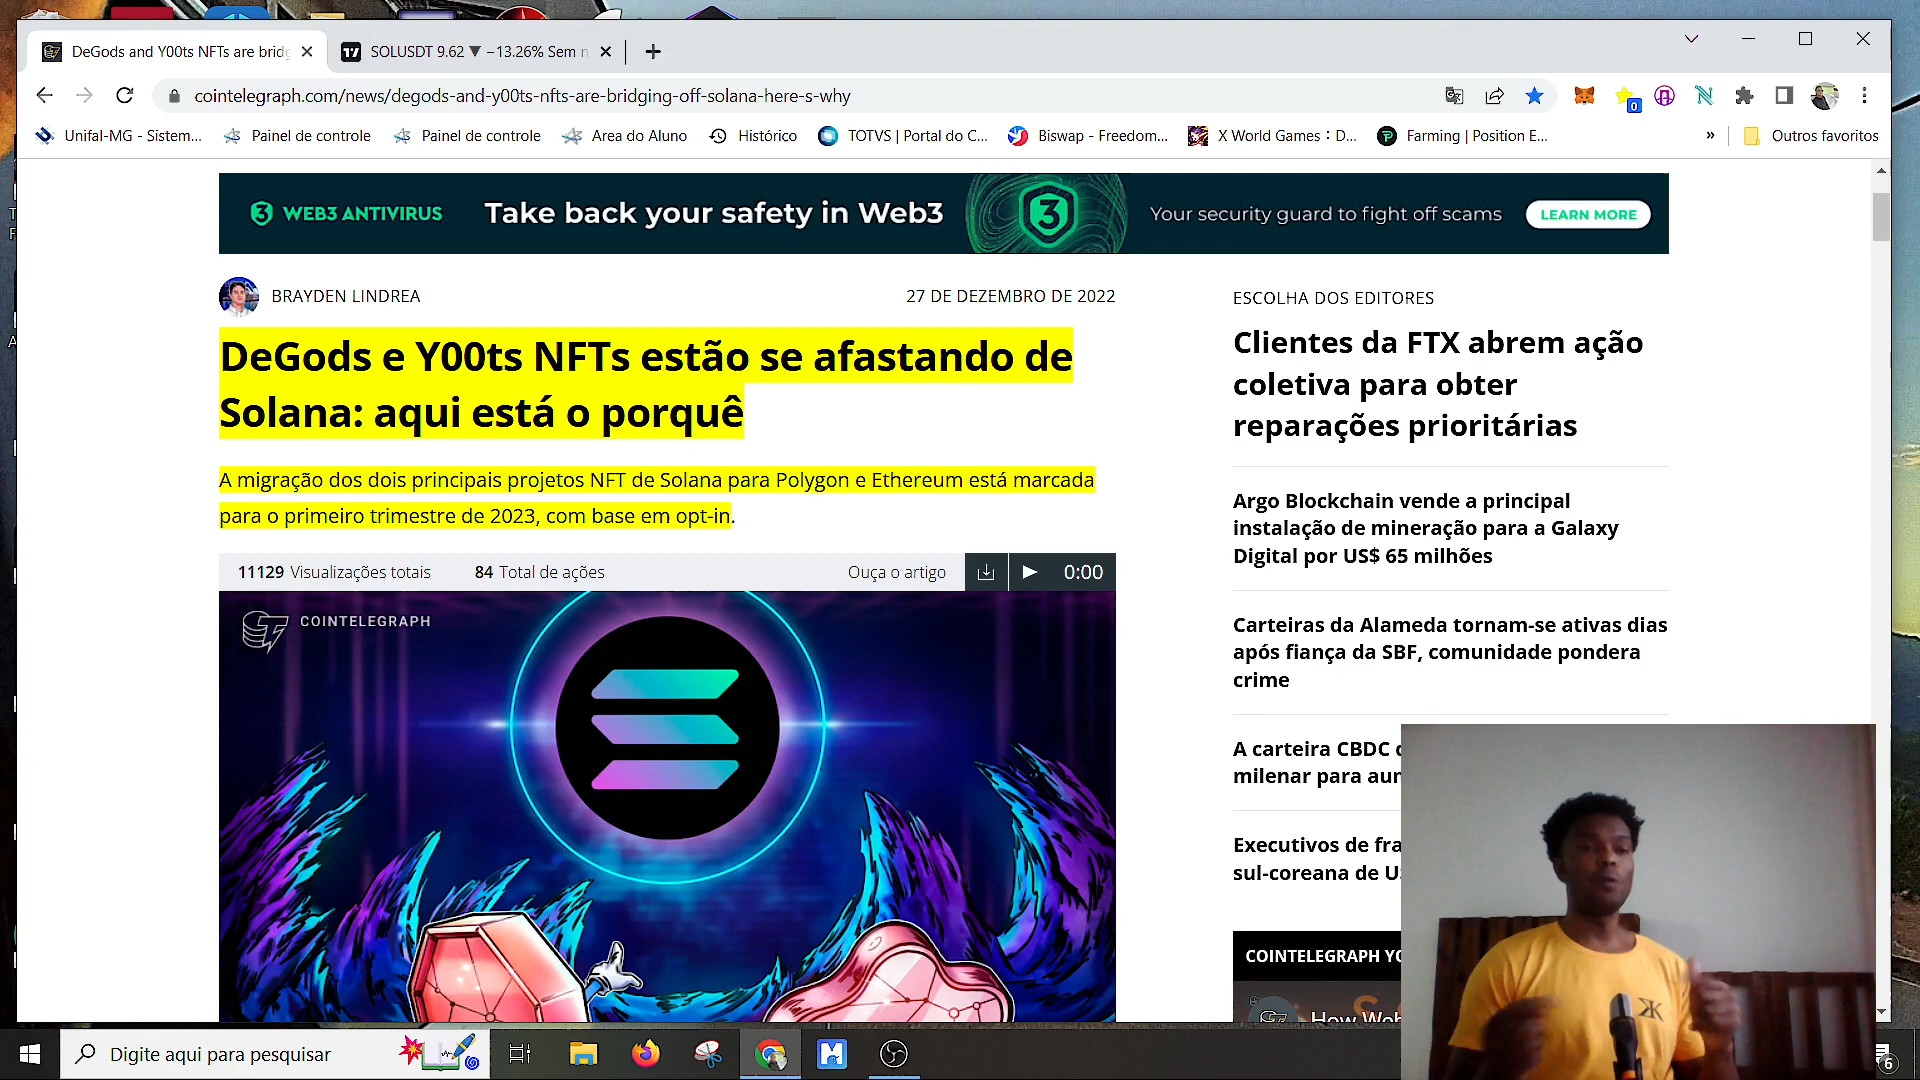 DeGods and Y00ts NFTs are bridg
SOLUSDT 9.62 ▼ −13.26% Sem n
cointelegraph.com/news/degods-and-y00ts-nfts-are-bridging-off-solana-here-s-why
0
Unifal-MG - Sistem...
Painel de controle
Painel de controle
Area do Aluno
Histórico
TOTVS | Portal do C...
Biswap - Freedom...
X World Games : D...
Farming | Position E...
»
Outros favoritos
WEB3 ANTIVIRUS
Take back your safety in Web3
Your security guard to fight off scams
LEARN MORE
BRAYDEN LINDREA
27 DE DEZEMBRO DE 2022
DeGods e Y00ts NFTs estão se afastando de
Solana: aqui está o porquê
A migração dos dois principais projetos NFT de Solana para Polygon e Ethereum está marcada
para o primeiro trimestre de 2023, com base em opt-in.
11129 Visualizações totais
84 Total de ações
Ouça o artigo
0:00
COINTELEGRAPH
ESCOLHA DOS EDITORES
Clientes da FTX abrem ação
coletiva para obter
reparações prioritárias
Argo Blockchain vende a principal
instalação de mineração para a Galaxy
Digital por US$ 65 milhões
Carteiras da Alameda tornam-se ativas dias
após fiança da SBF, comunidade pondera
crime
A carteira CBDC
milenar para
Executivos de
sul-coreana de
COINTELEGRAPH
How
Digite aqui para pesquisar
6